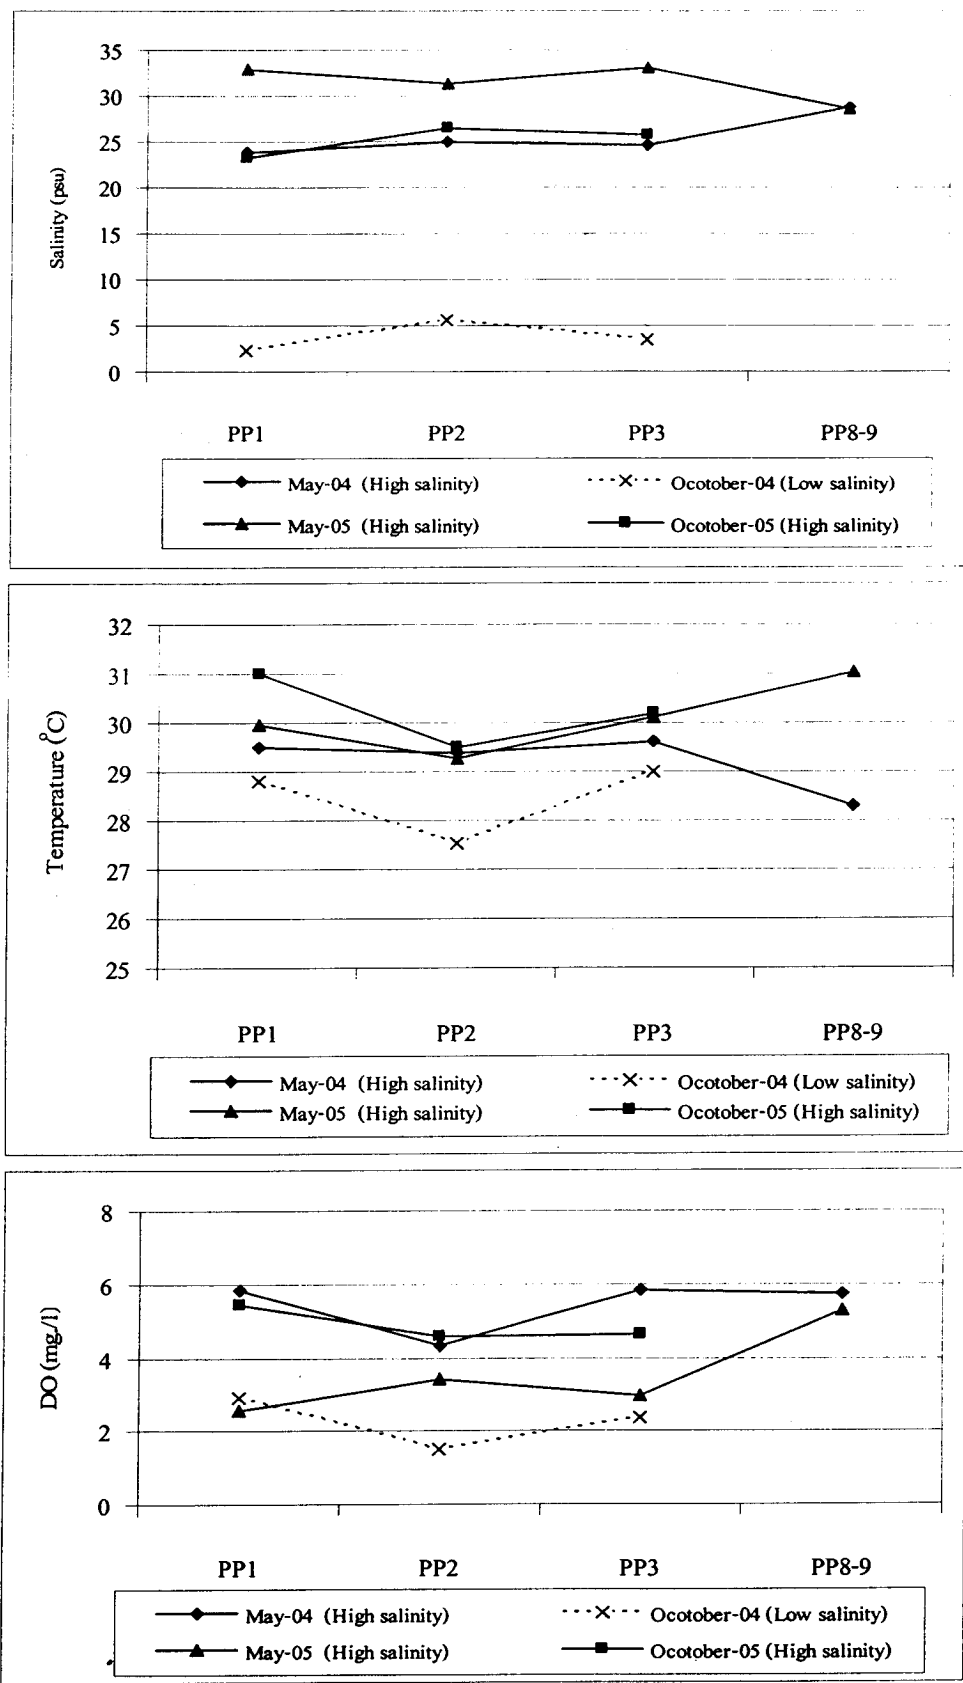 35
30
25
20
15
10
5
0
Salinity (psu)
PP1 PP2 PP3 PP8-9
May-04 (High salinity) Ocotober-04 (Low salinity)
May-05 (High salinity) Ocotober-05 (High salinity)
32
31
30
29
28
27
26
25
Temperature (°C)
PP1 PP2 PP3 PP8-9
May-04 (High salinity) Ocotober-04 (Low salinity)
May-05 (High salinity) Ocotober-05 (High salinity)
8
6
4
2
0
DO (mg./l)
PP1 PP2 PP3 PP8-9
May-04 (High salinity) Ocotober-04 (Low salinity)
May-05 (High salinity) Ocotober-05 (High salinity)